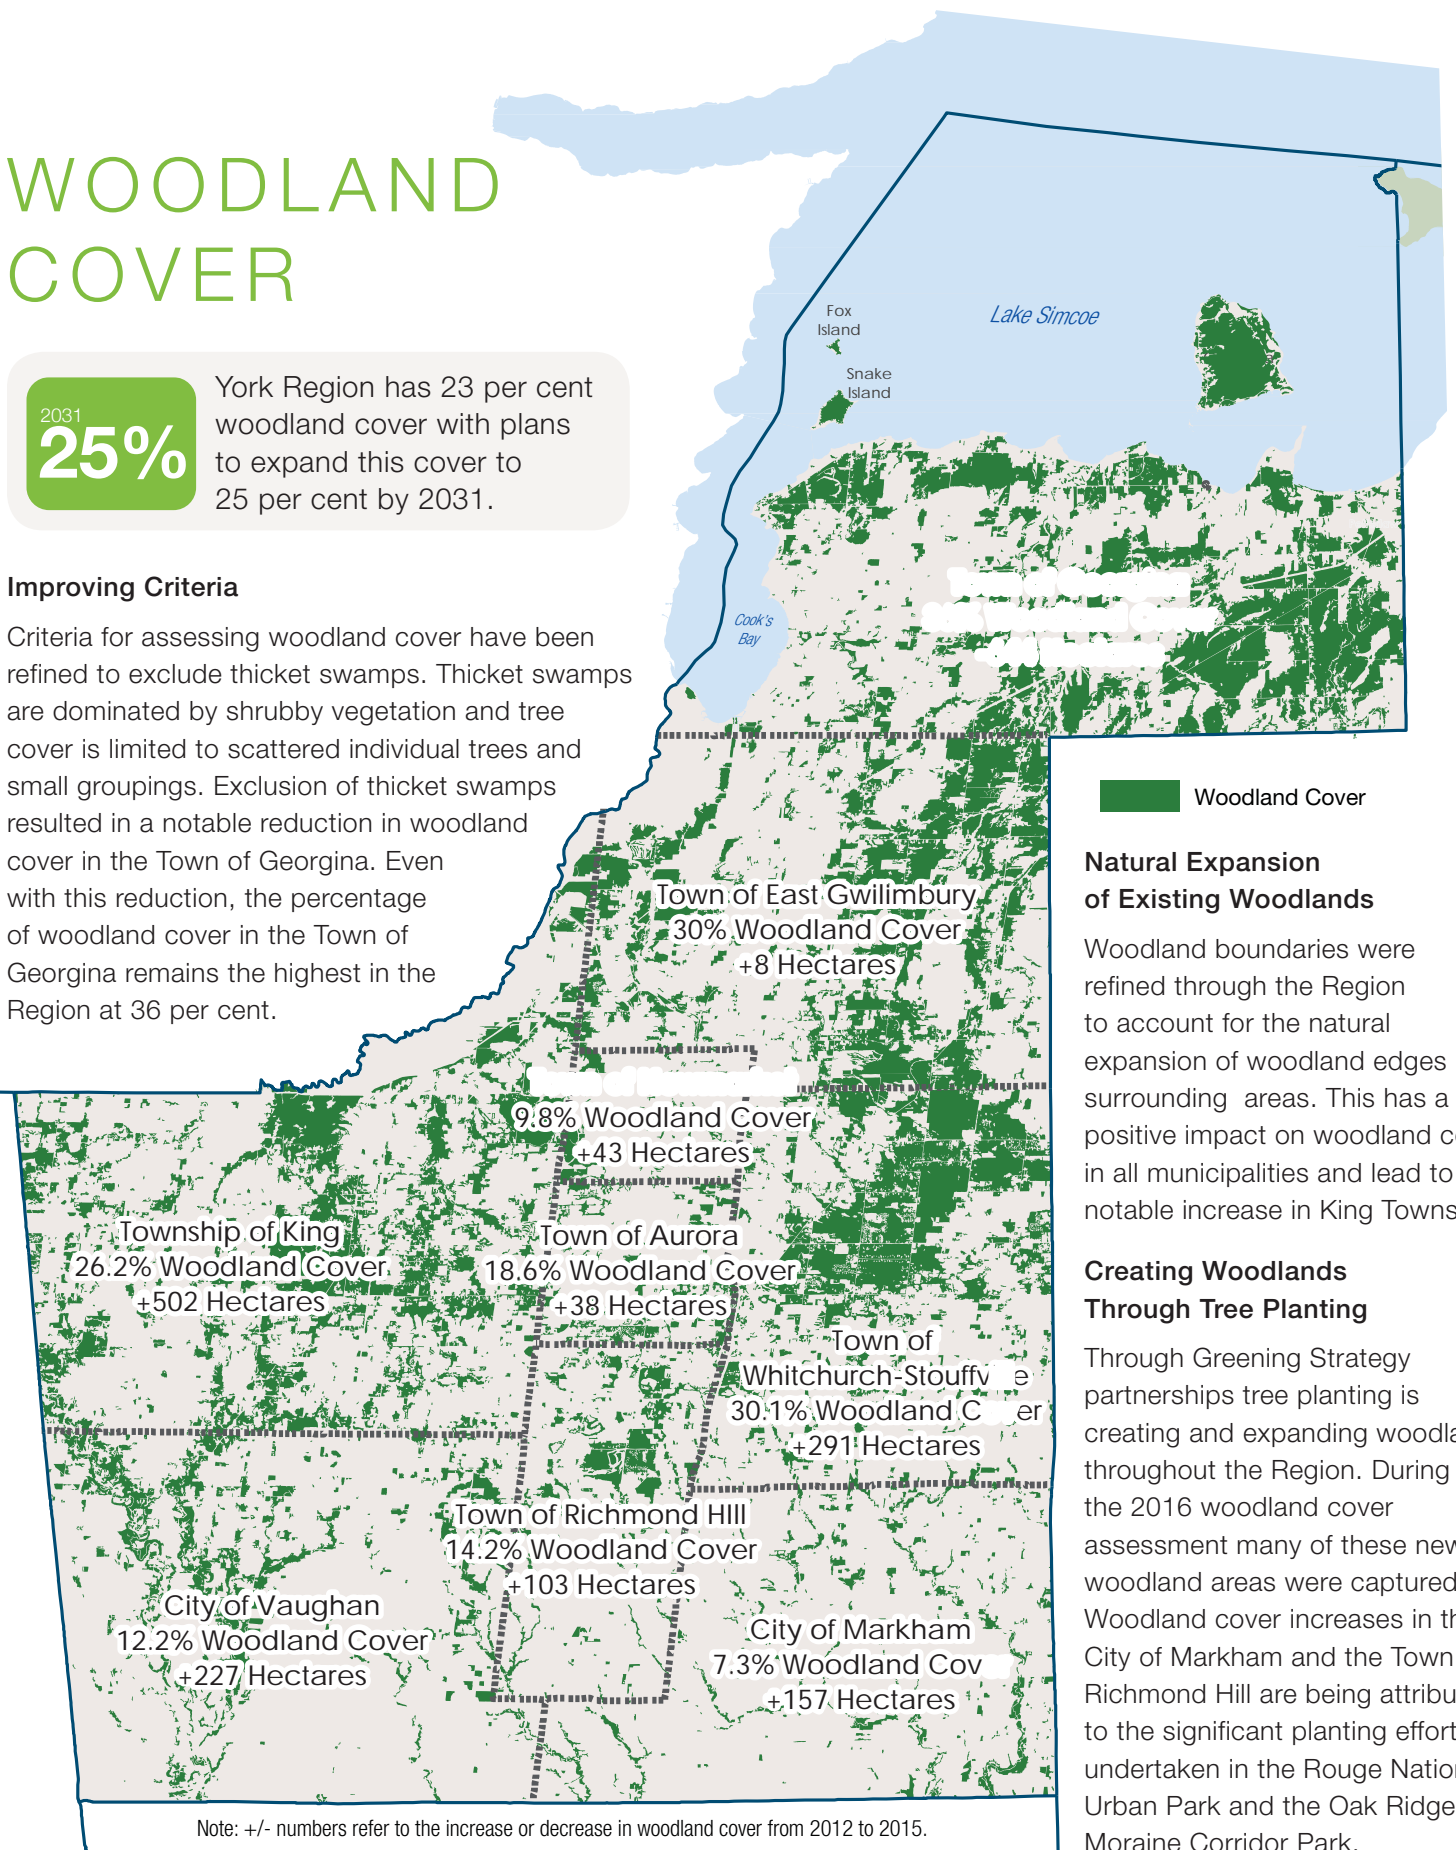 WOODLAND
COVER
2031
25%
York Region has 23 per cent
woodland cover with plans
to expand this cover to
25 per cent by 2031.
Improving Criteria
Criteria for assessing woodland cover have been
refined to exclude thicket swamps. Thicket swamps
are dominated by shrubby vegetation and tree
cover is limited to scattered individual trees and
small groupings. Exclusion of thicket swamps
resulted in a notable reduction in woodland
cover in the Town of Georgina. Even
with this reduction, the percentage
of woodland cover in the Town of
Georgina remains the highest in the
Region at 36 per cent.
Fox
Island
Snake
Island
Lake Simcoe
Cook's
Bay
Town of East Gwilimbury
30% Woodland Cover
+8 Hectares
9.8% Woodland Cover
+43 Hectares
Township of King
26.2% Woodland Cover
+502 Hectares
Town of Aurora
18.6% Woodland Cover
+38 Hectares
Town of
Whitchurch-Stouffv e
30.1% Woodland C er
+291 Hectares
Town of Richmond HIll
14.2% Woodland Cover
+103 Hectares
City of Vaughan
12.2% Woodland Cover
+227 Hectares
City of Markham
7.3% Woodland Cov
+157 Hectares
Note: +/- numbers refer to the increase or decrease in woodland cover from 2012 to 2015.
Woodland Cover
Natural Expansion
of Existing Woodlands
Woodland boundaries were
refined through the Region
to account for the natural
expansion of woodland edges
surrounding areas. This has a
positive impact on woodland c
in all municipalities and lead to
notable increase in King Towns
Creating Woodlands
Through Tree Planting
Through Greening Strategy
partnerships tree planting is
creating and expanding woodla
throughout the Region. During
the 2016 woodland cover
assessment many of these new
woodland areas were captured
Woodland cover increases in th
City of Markham and the Town
Richmond Hill are being attribu
to the significant planting effort
undertaken in the Rouge Nation
Urban Park and the Oak Ridge
Moraine Corridor Park.